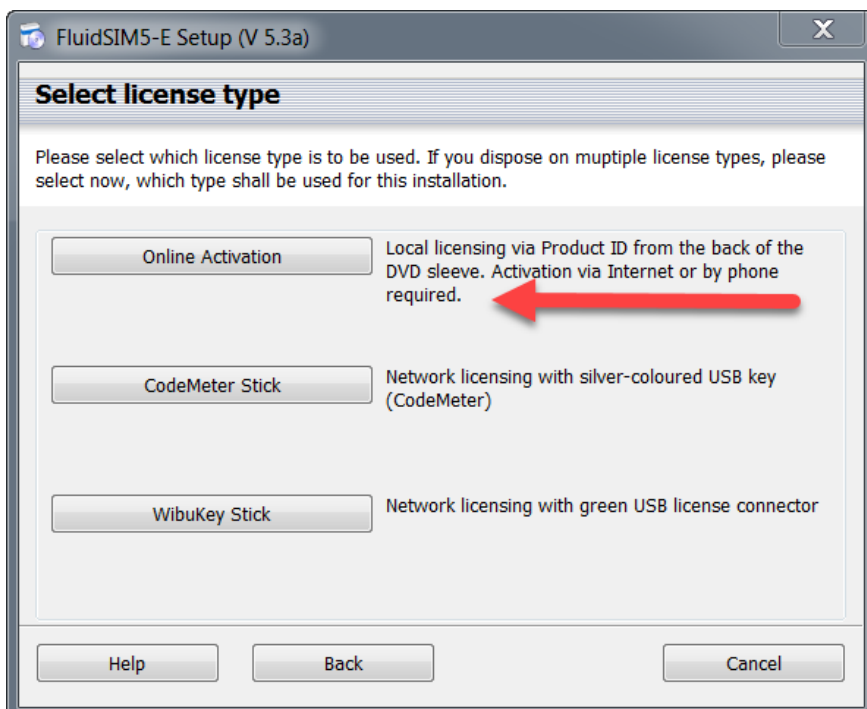 FluidSIM5-E Setup (V 5.3a)
Select license type
Please select which license type is to be used. If you dispose on muptiple license types, please
select now, which type shall be used for this installation.
Online Activation
Local licensing via Product ID from the back of the
DVD sleeve. Activation via Internet or by phone
required.
CodeMeter Stick
Network licensing with silver-coloured USB key
(CodeMeter)
WibuKey Stick
Network licensing with green USB license connector
Help
Back
Cancel